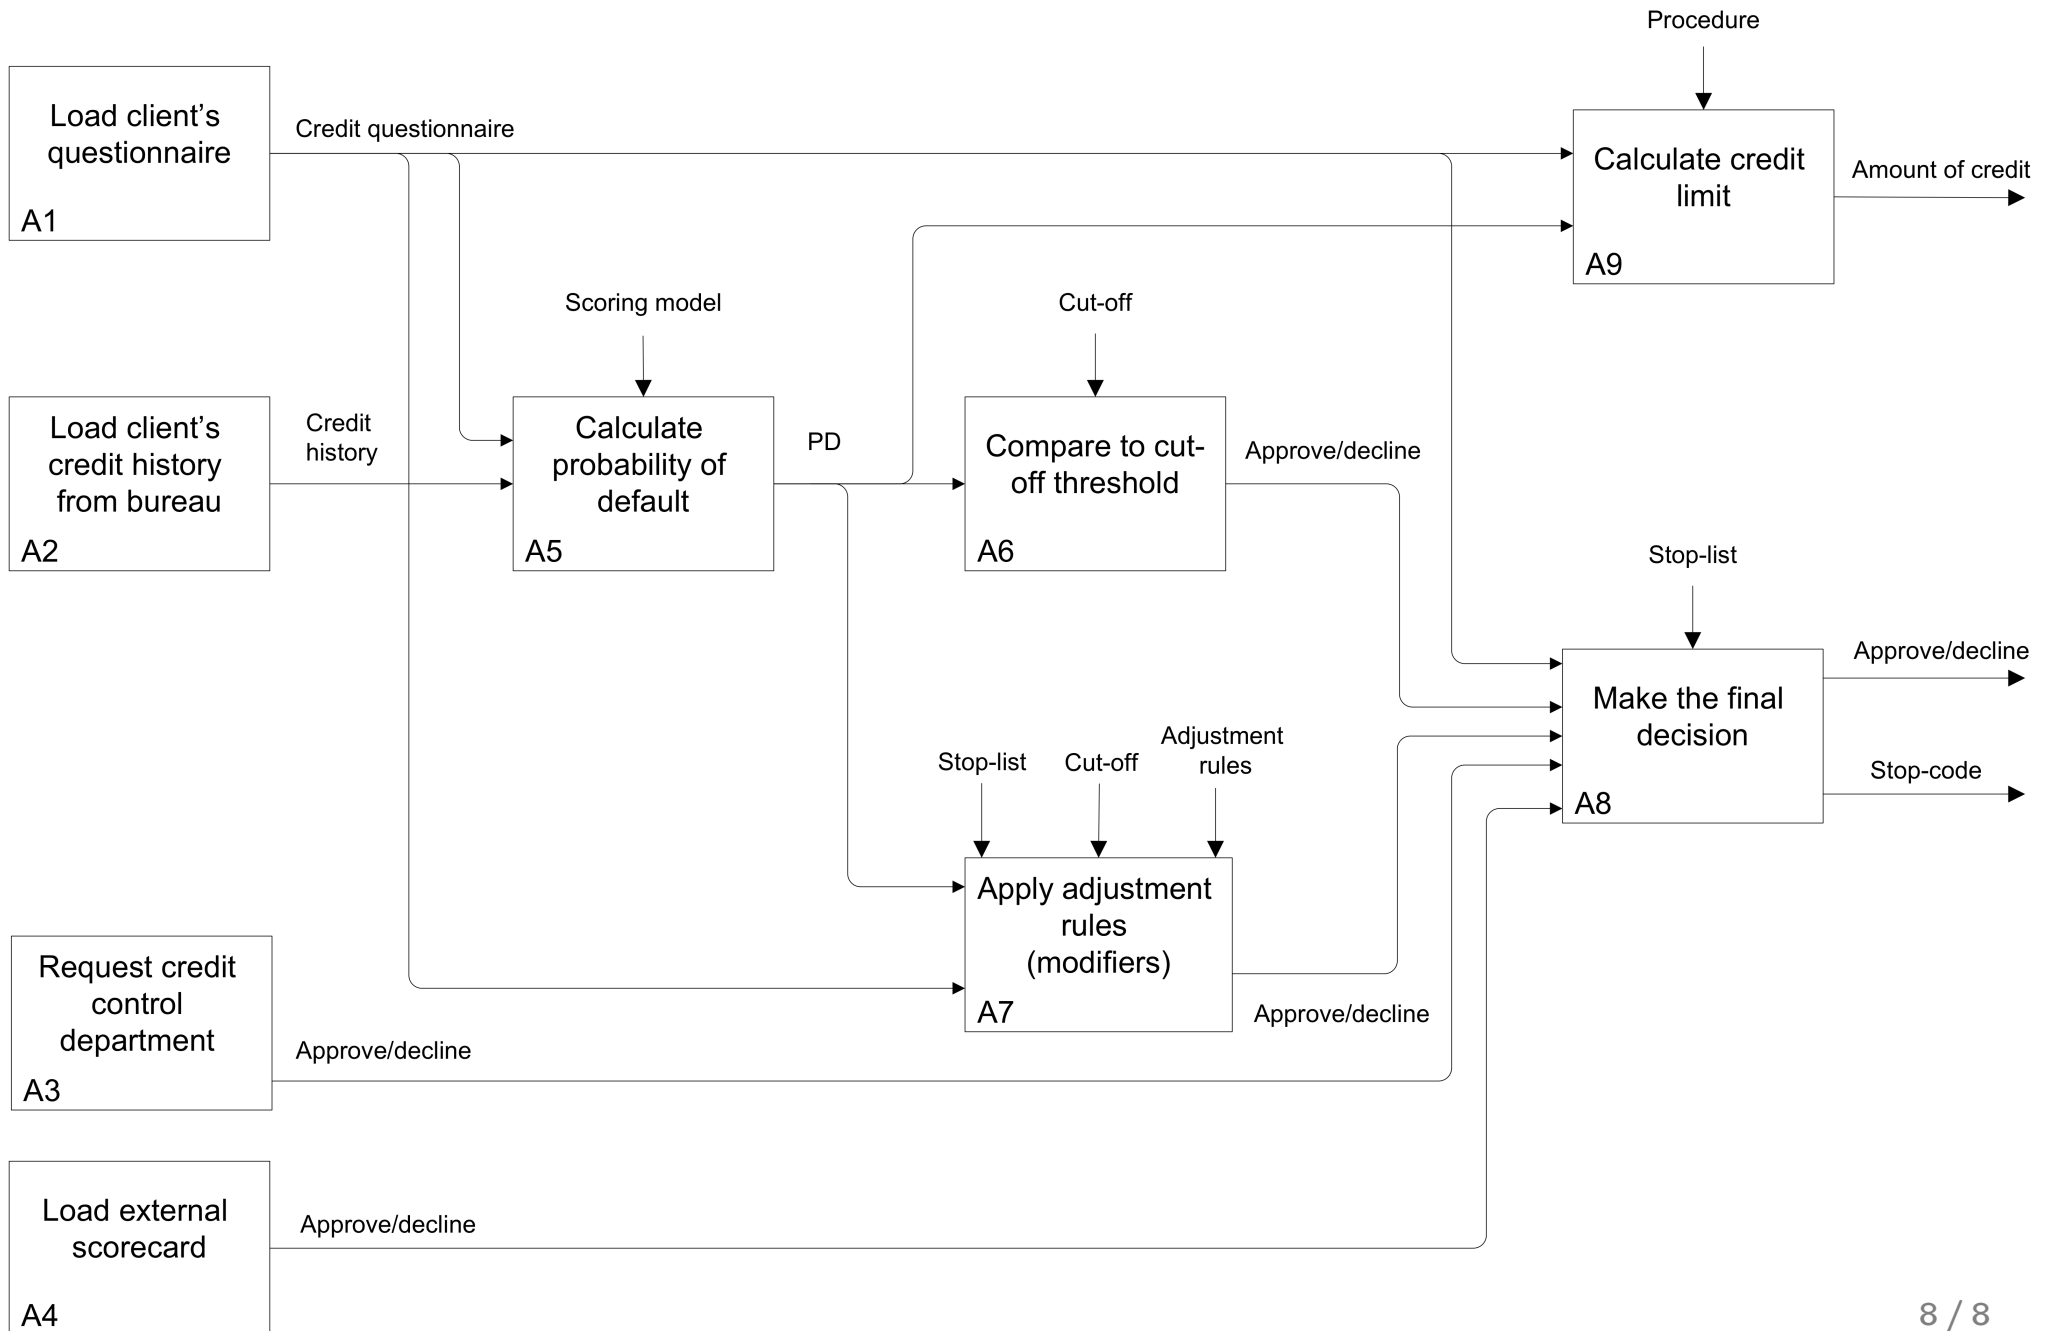 Procedure
Load client’s
questionnaire
A1
Credit questionnaire
Calculate credit
limit
A9
Amount of credit
Scoring model
Cut-off
Load client’s
credit history
from bureau
A2
Credit
history
Calculate
probability of
default
A5
PD
Compare to cut-
off threshold
A6
Approve/decline
Stop-list
Make the final
decision
A8
Approve/decline
Stop-code
Stop-list
Cut-off
Adjustment
rules
Apply adjustment
rules
(modifiers)
A7
Approve/decline
Request credit
control
department
A3
Approve/decline
Load external
scorecard
A4
Approve/decline
8 / 8